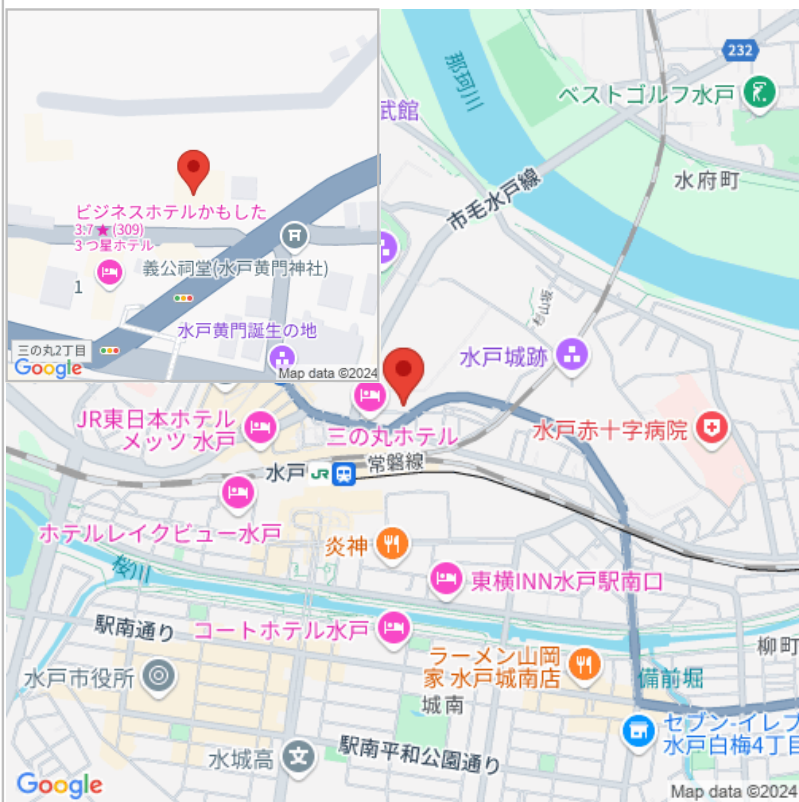 ビジネスホテルかもした
3.7★(309)
3つ星ホテル
1
義公祠堂(水戸黄門神社)
水戸黄門誕生の地
三の丸2丁目
Google
Map data ©2024
那珂川
232
ベストゴルフ水戸
武館
水府町
市毛水戸線
杉山坂
水戸城跡
JR東日本ホテル
メッツ 水戸
三の丸ホテル
水戸赤十字病院
水戸
JR
常磐線
ホテルレイクビュー水戸
炎神
桜川
東横INN水戸駅南口
駅南通り
コートホテル水戸
柳町
ラーメン山岡
家 水戸城南店
水戸市役所
備前堀
城南
セブン-イレブ
水戸白梅4丁目
水城高
駅南平和公園通り
Google
Map data ©2024